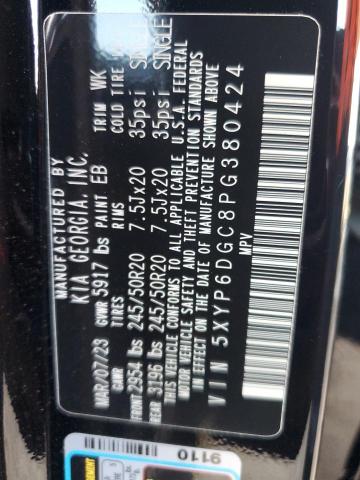 MANUFACTURED BY
KIA GEORGIA, INC.
MAR/07/23 GVWR 5917 lbs PAINT EB TRIM WK
GAWR TIRES RIMS COLD TIRE
FRONT 2954 lbs 245/50R20 7.5Jx20 35psi SINGLE
REAR 3196 lbs 245/50R20 7.5Jx20 35psi SINGLE
THIS VEHICLE CONFORMS TO ALL APPLICABLE U.S.A. FEDERAL
MOTOR VEHICLE SAFETY AND THEFT PREVENTION STANDARDS
IN EFFECT ON THE DATE OF MANUFACTURE SHOWN ABOVE
VIN 5XYP6DGC8PG380424
MPV
9110